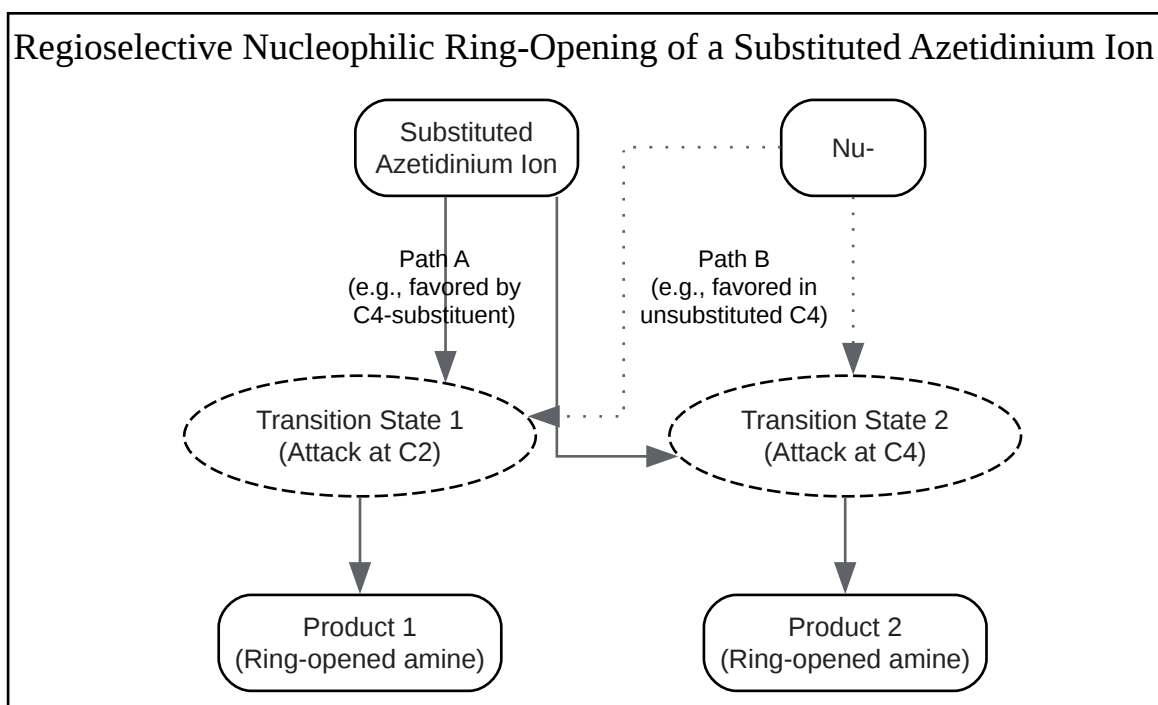 Regioselective Nucleophilic Ring-Opening of a Substituted Azetidinium Ion
Substituted
Azetidinium Ion
Nu-
Path A
(e.g., favored by
C4-substituent)
Path B
(e.g., favored in
unsubstituted C4)
Transition State 1
(Attack at C2)
Transition State 2
(Attack at C4)
Product 1
(Ring-opened amine)
Product 2
(Ring-opened amine)